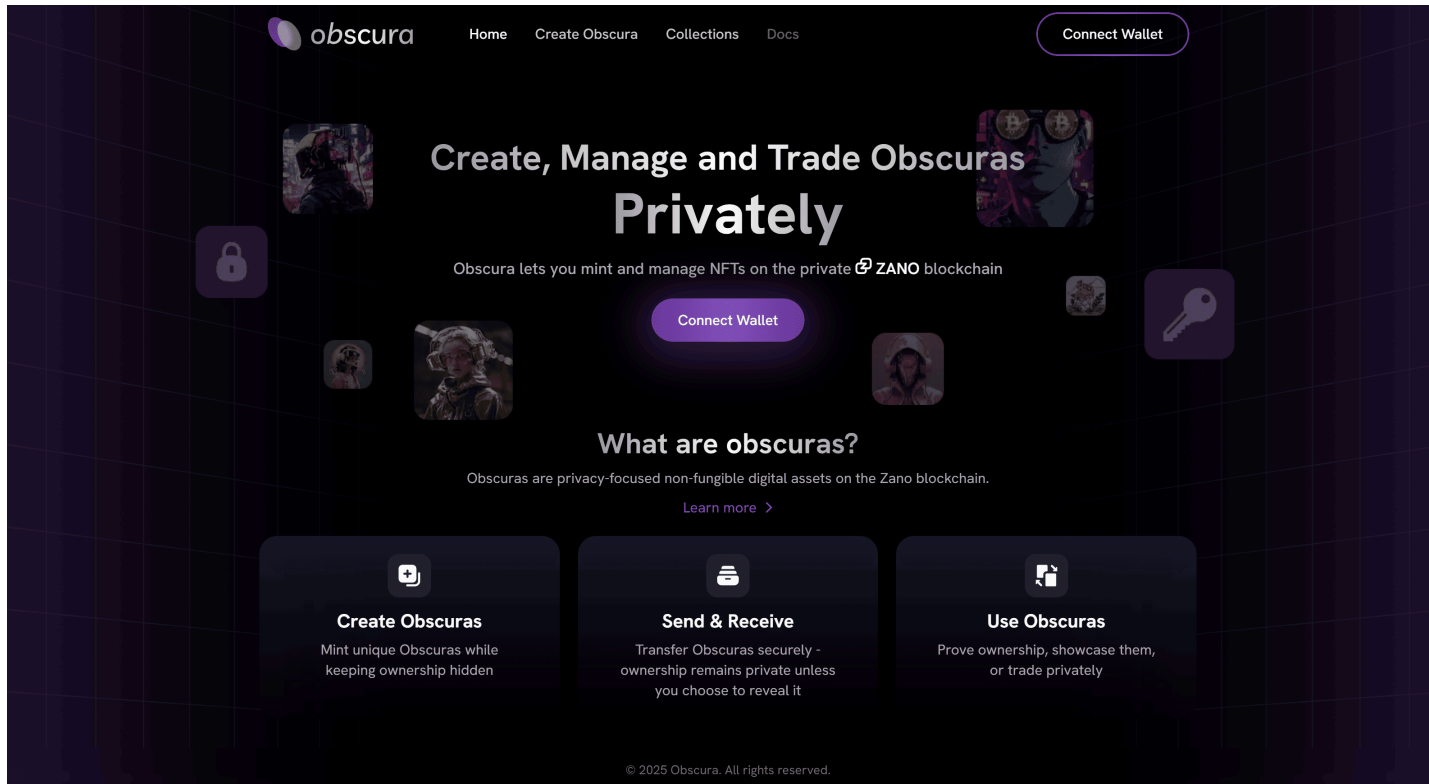 obscura
Home
Create Obscura
Collections
Docs
Connect Wallet
Create, Manage and Trade Obscuras
Privately
Obscura lets you mint and manage NFTs on the private ZANO blockchain
Connect Wallet
What are obscuras?
Obscuras are privacy-focused non-fungible digital assets on the Zano blockchain.
Learn more
Create Obscuras
Mint unique Obscuras while
keeping ownership hidden
Send & Receive
Transfer Obscuras securely -
ownership remains private unless
you choose to reveal it
Use Obscuras
Prove ownership, showcase them,
or trade privately
© 2025 Obscura. All rights reserved.